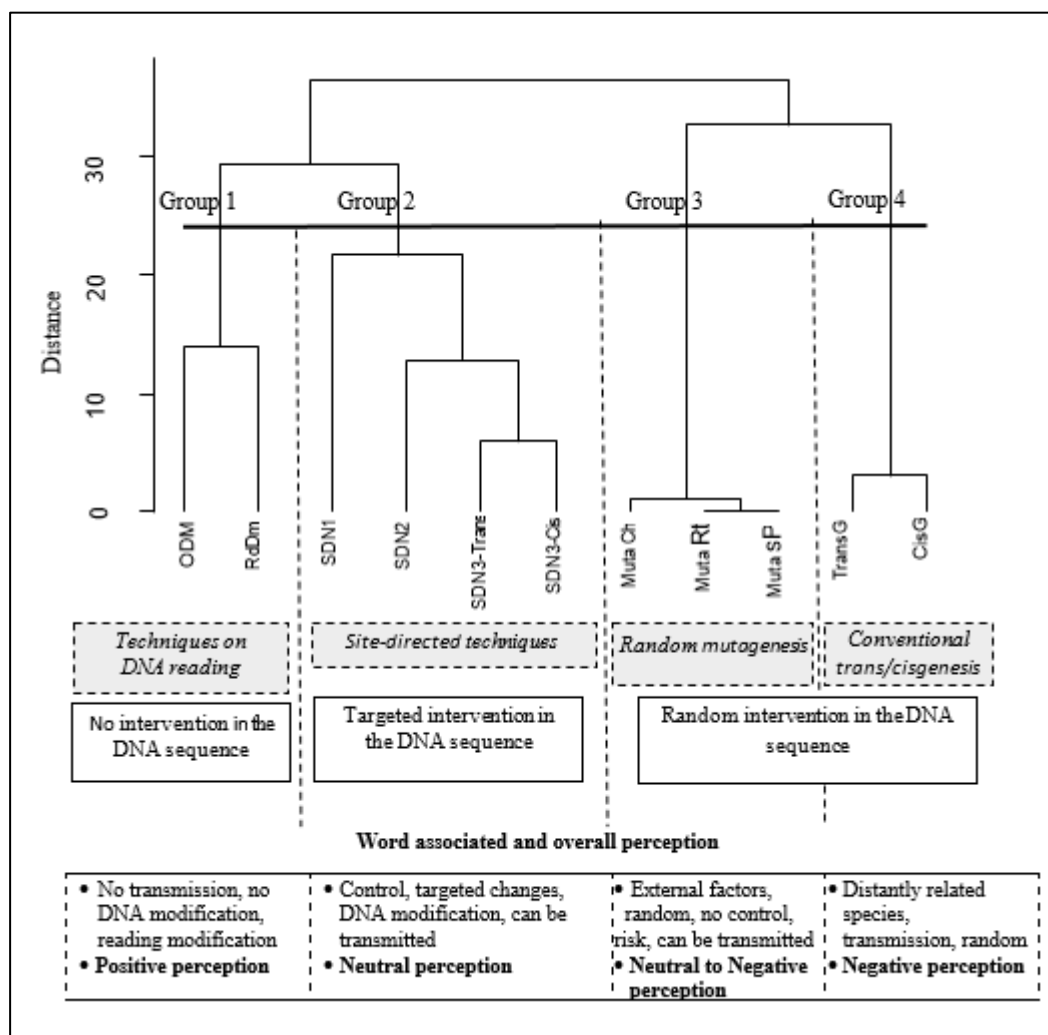 Distance
30
20
10
0
Group 1
Group 2
Group 3
Group 4
ODM
RdDm
SDN1
SDN2
SDN3-Trans
SDN3-Cis
Muta Ch
Muta Rt
Muta sP
Trans G
CisG
Techniques on
DNA reading
Site-directed techniques
Random mutagenesis
Conventional
trans/cisgenesis
No intervention in the
DNA sequence
Targeted intervention in
the DNA sequence
Random intervention in the DNA
sequence
Word associated and overall perception
• No transmission, no
DNA modification,
reading modification
• Positive perception
• Control, targeted changes,
DNA modification, can be
transmitted
• Neutral perception
• External factors,
random, no control,
risk, can be transmitted
• Neutral to Negative
perception
• Distantly related
species,
transmission, random
• Negative perception